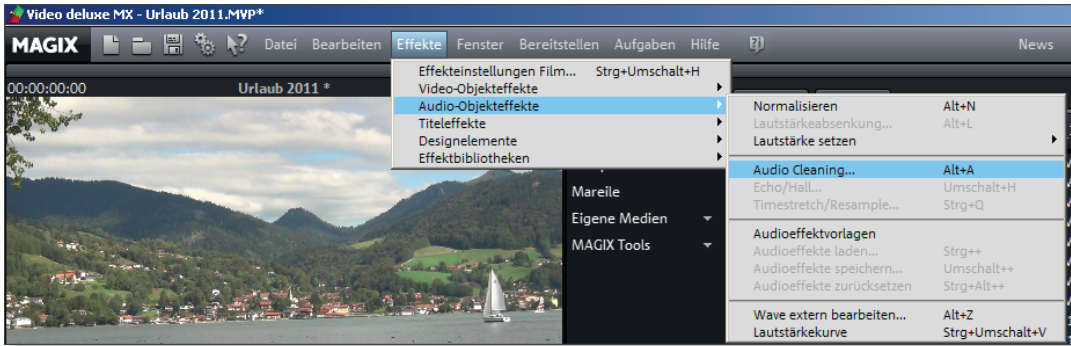 Video deluxe MX - Urlaub 2011.MVP*
MAGIX Datei Bearbeiten Effekte Fenster Bereitstellen Aufgaben Hilfe News
00:00:00:00 Urlaub 2011 *
Effekteinstellungen Film... Strg+Umschalt+H
Video-Objekteffekte
Audio-Objekteffekte
Titeleffekte
Designelemente
Effektbibliotheken
Normalisieren Alt+N
Lautstärkeabsenkung... Alt+L
Lautstärke setzen
Audio Cleaning... Alt+A
Echo/Hall... Umschalt+H
Timestretch/Resample... Strg+Q
Audioeffektvorlagen
Audioeffekte laden... Strg++
Audioeffekte speichern... Umschalt++
Audioeffekte zurücksetzen Strg+Alt++
Wave extern bearbeiten... Alt+Z
Lautstärkekurve Strg+Umschalt+V
Mareile
Eigene Medien
MAGIX Tools